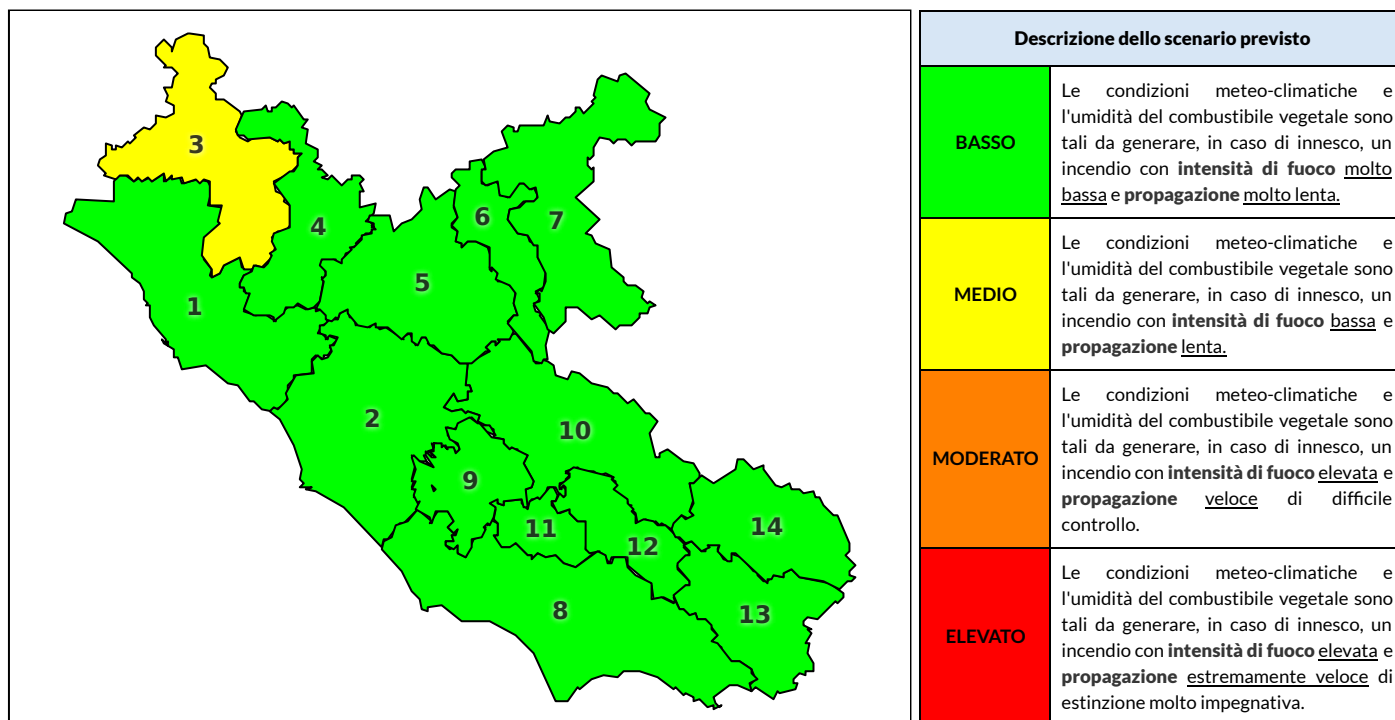 3
4
6
7
5
1
2
10
9
11
14
12
8
13
Descrizione dello scenario previsto
BASSO
Le condizioni meteo-climatiche e
l'umidità del combustibile vegetale sono
tali da generare, in caso di innesco, un
incendio con intensità di fuoco molto
bassa e propagazione molto lenta.
MEDIO
Le condizioni meteo-climatiche e
l'umidità del combustibile vegetale sono
tali da generare, in caso di innesco, un
incendio con intensità di fuoco bassa e
propagazione lenta.
MODERATO
Le condizioni meteo-climatiche e
l'umidità del combustibile vegetale sono
tali da generare, in caso di innesco, un
incendio con intensità di fuoco elevata e
propagazione veloce di difficile
controllo.
ELEVATO
Le condizioni meteo-climatiche e
l'umidità del combustibile vegetale sono
tali da generare, in caso di innesco, un
incendio con intensità di fuoco elevata e
propagazione estremamente veloce di
estinzione molto impegnativa.